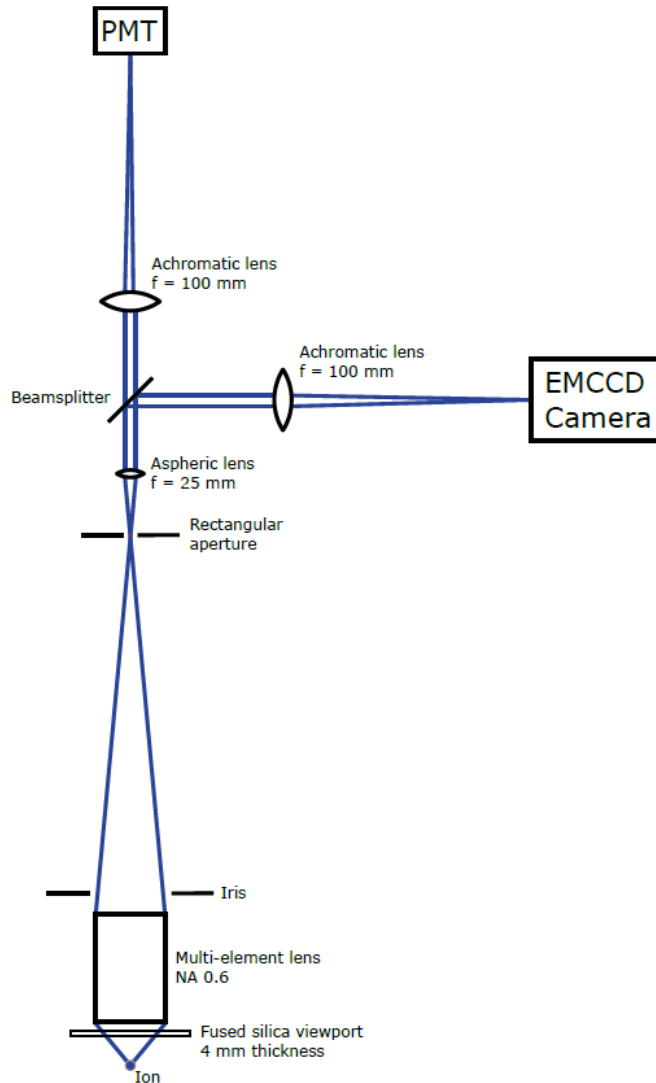 PMT
Achromatic lens
f = 100 mm
Achromatic lens
f = 100 mm
Beamsplitter
EMCCD
Camera
Aspheric lens
f = 25 mm
Rectangular
aperture
Iris
Multi-element lens
NA 0.6
Fused silica viewport
4 mm thickness
Ion